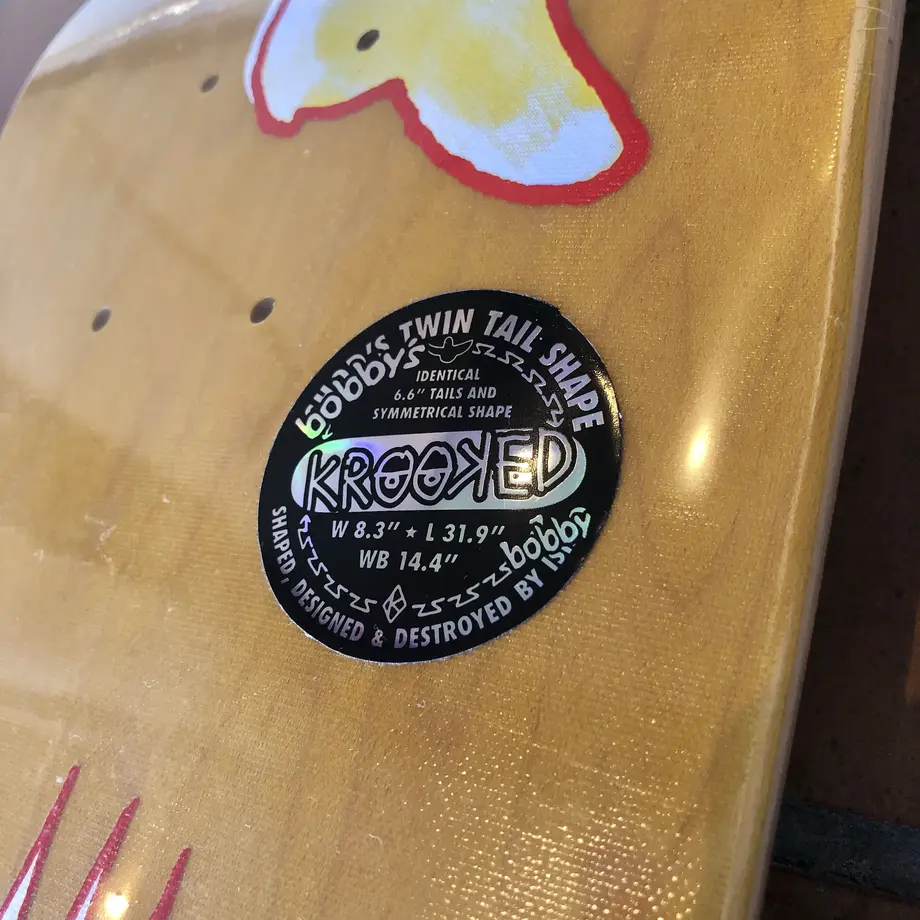 bobby's TWIN TAIL SHAPE
IDENTICAL
6.6" TAILS AND
SYMMETRICAL SHAPE
KROOKED
W 8.3" ★ L 31.9"
WB 14.4"
SHAPED, DESIGNED & DESTROYED BY bobby